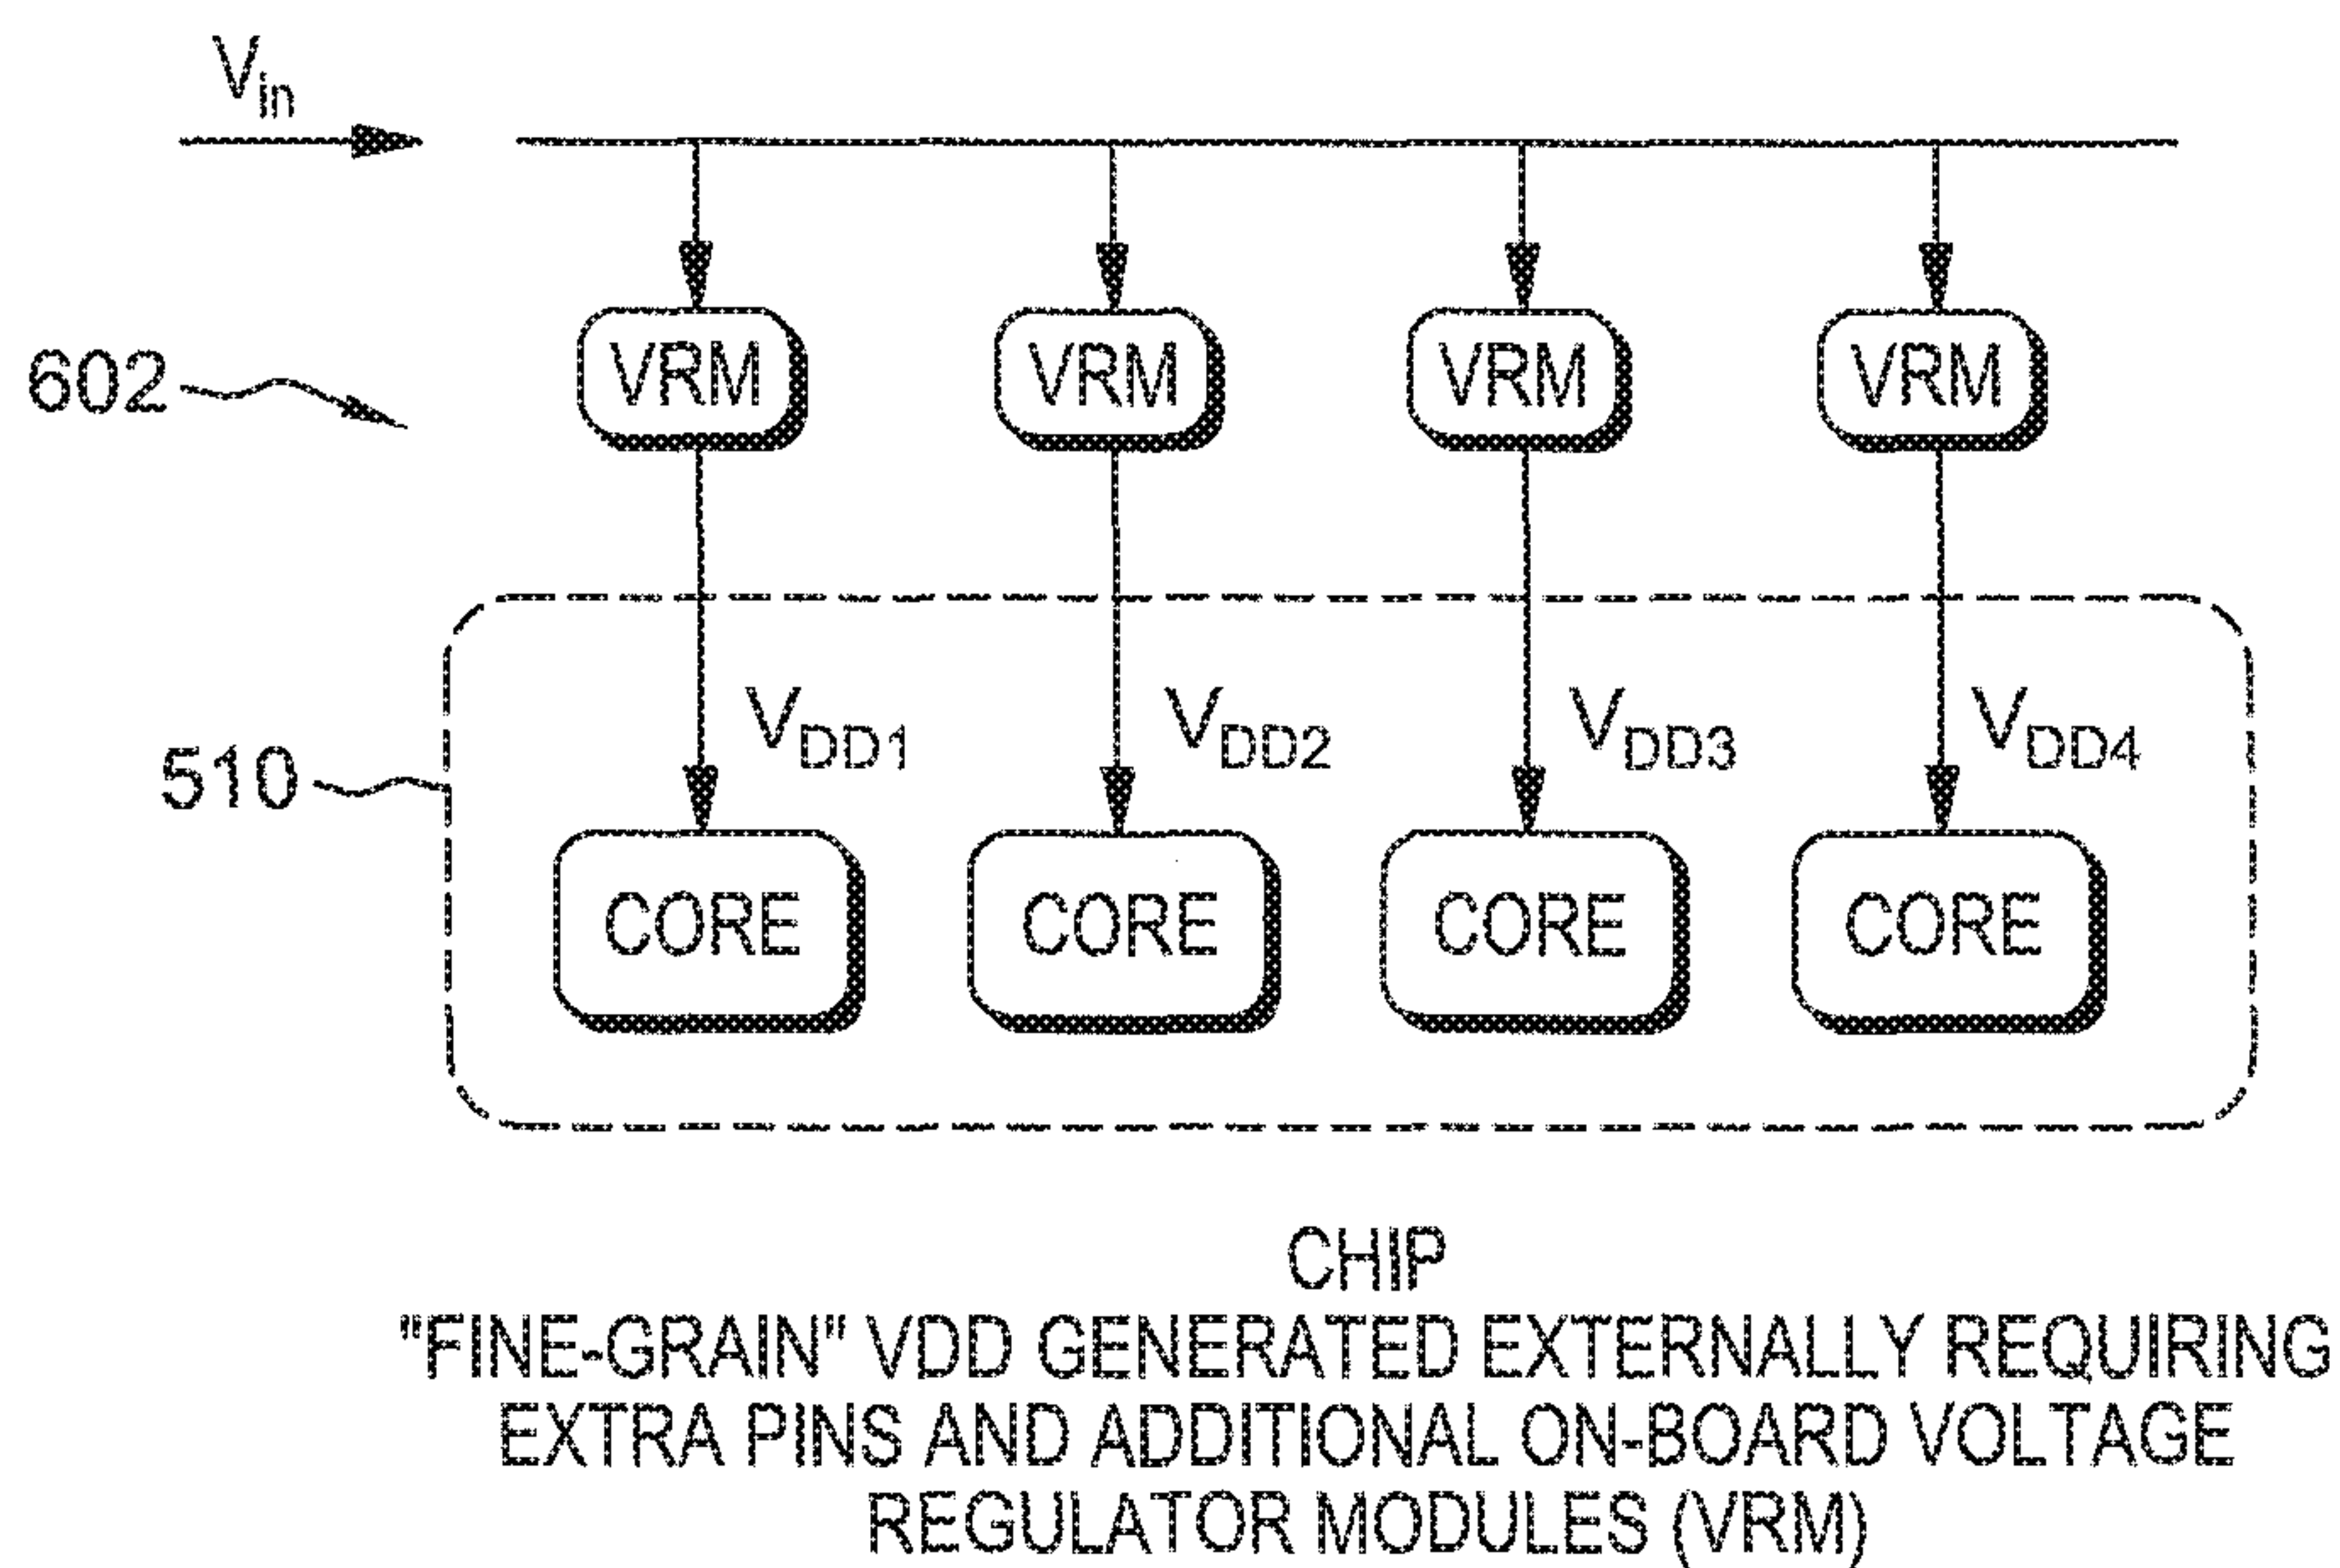 Vin
602
VRM VRM VRM VRM
510
VDD1 VDD2 VDD3 VDD4
CORE CORE CORE CORE
CHIP
"FINE-GRAIN" VDD GENERATED EXTERNALLY REQUIRING
EXTRA PINS AND ADDITIONAL ON-BOARD VOLTAGE
REGULATOR MODULES (VRM)